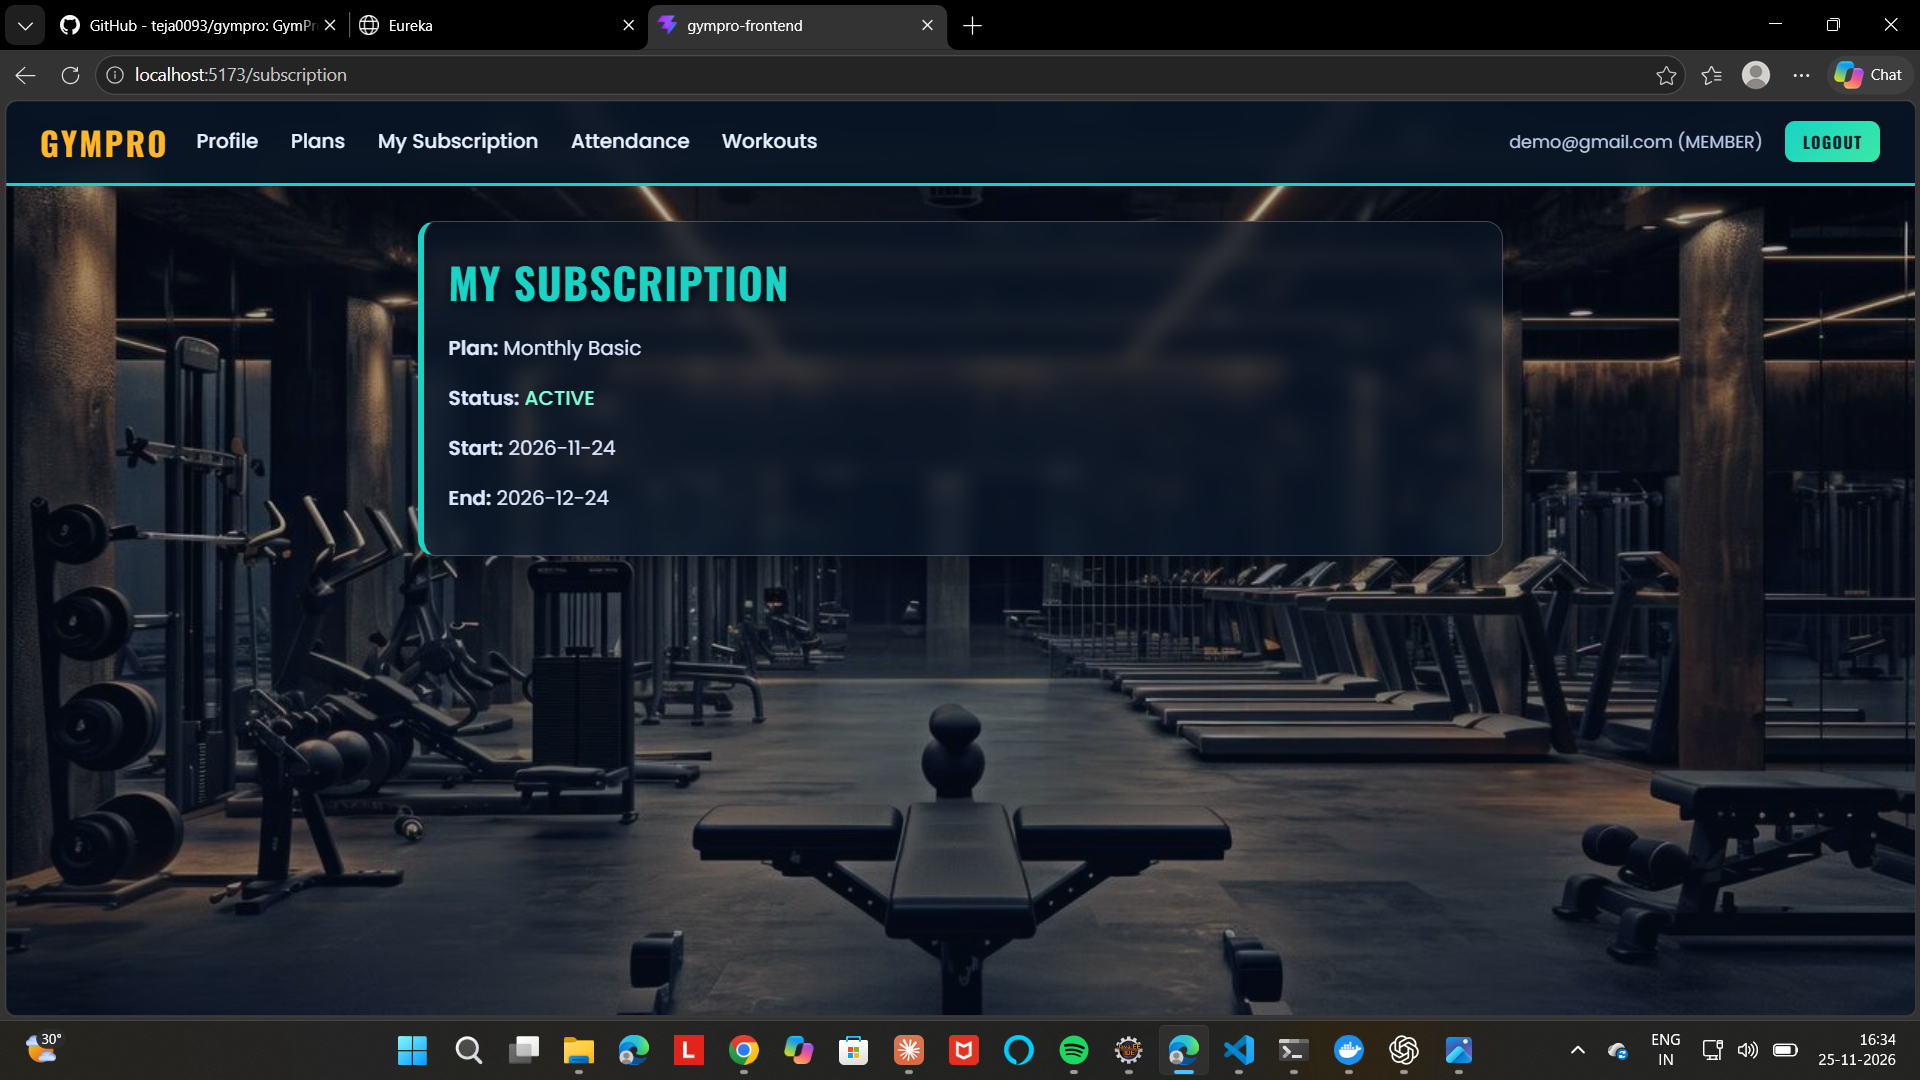 GitHub - teja0093/gympro: GymPr
Eureka
gympro-frontend
localhost:5173/subscription
Chat
GYMPRO
Profile
Plans
My Subscription
Attendance
Workouts
demo@gmail.com (MEMBER)
LOGOUT
MY SUBSCRIPTION
Plan: Monthly Basic
Status: ACTIVE
Start: 2026-11-24
End: 2026-12-24
30°
L
ENG
IN
16:34
25-11-2026